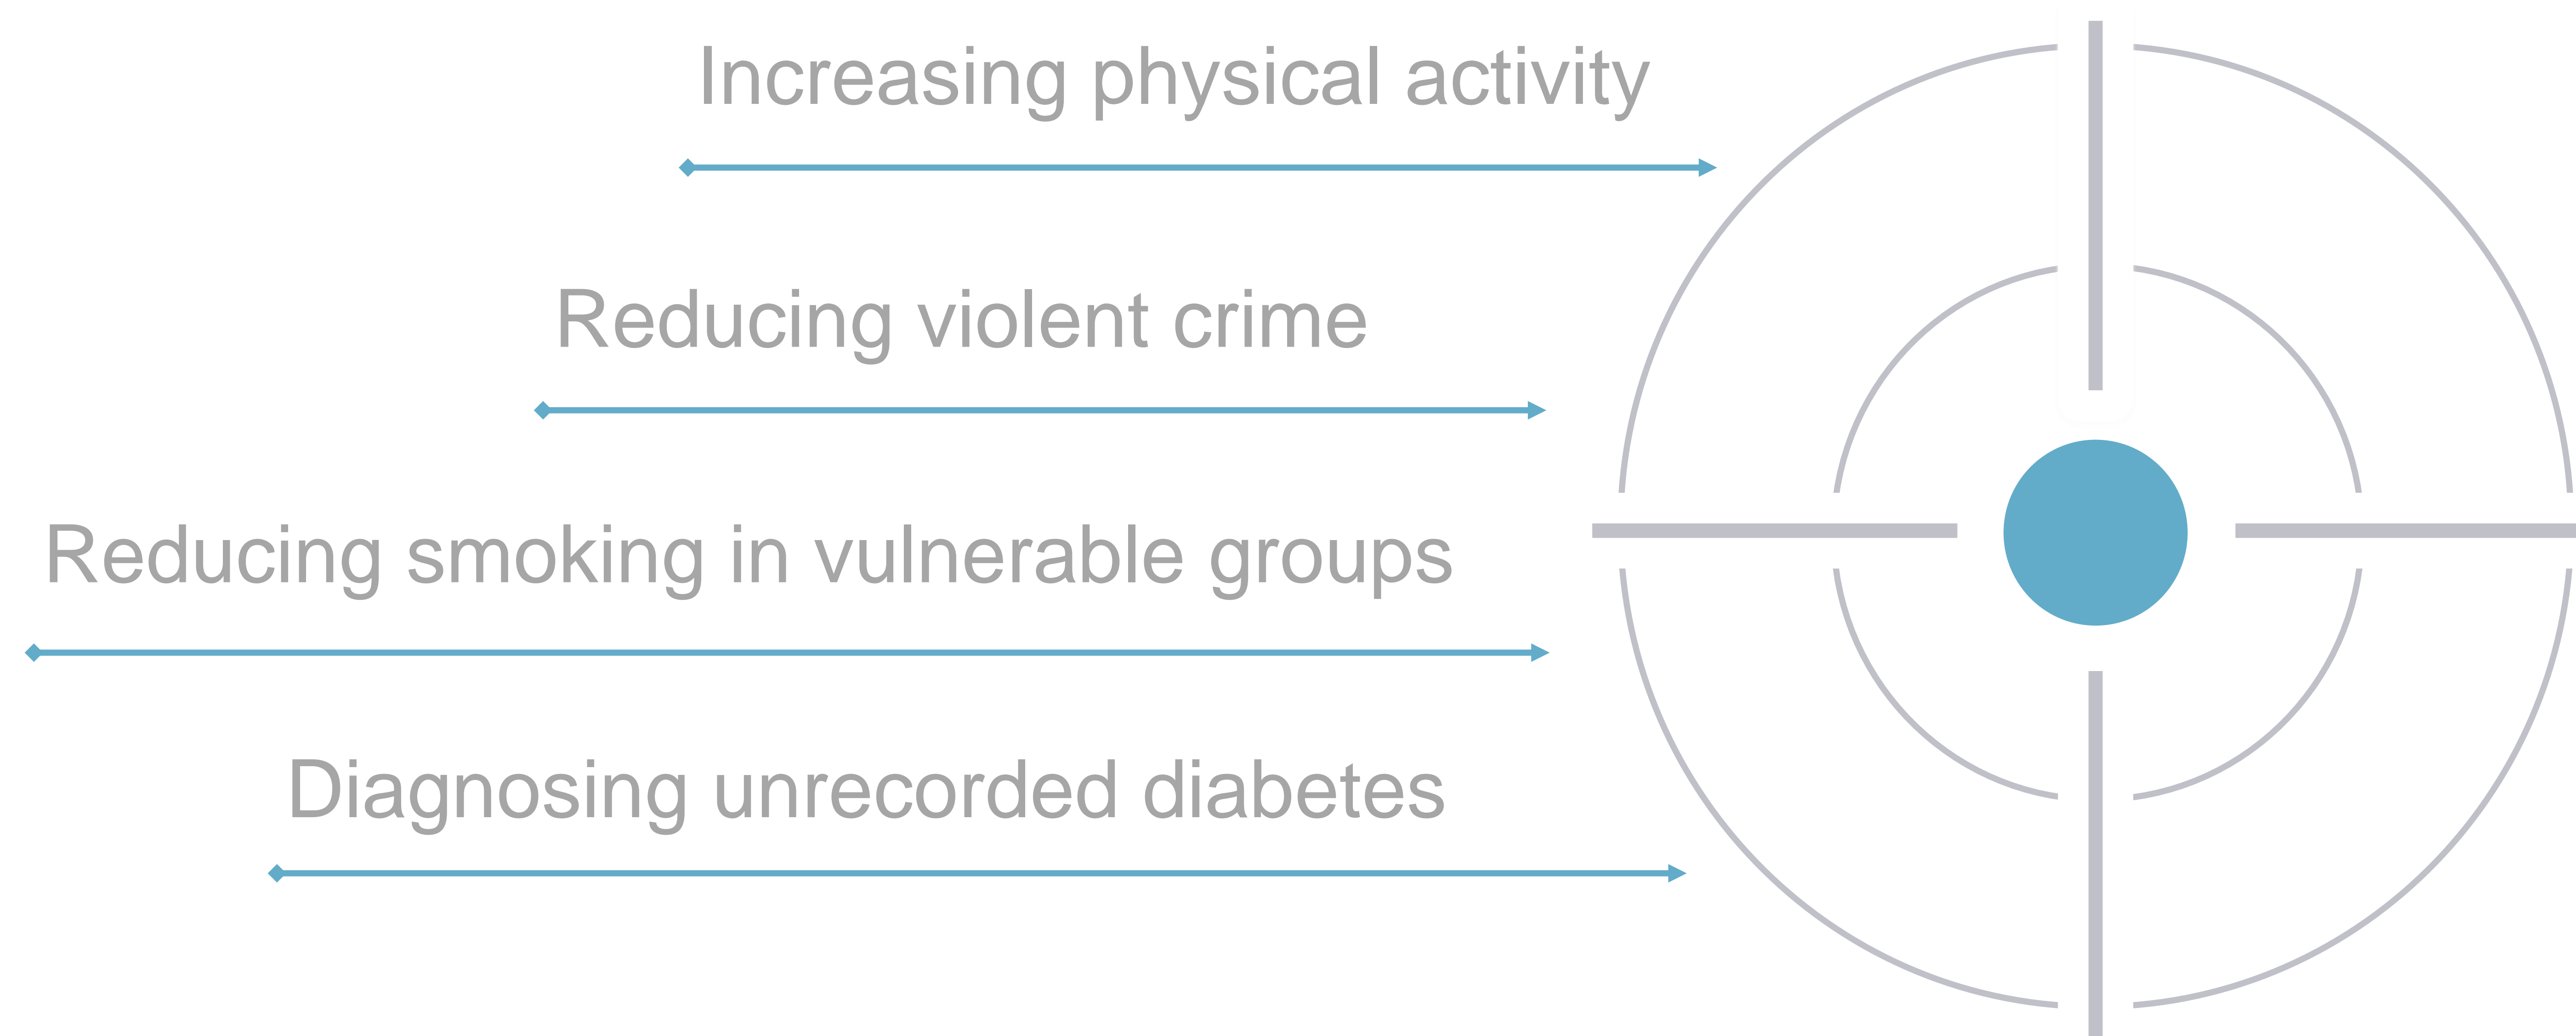 Increasing physical activity
Reducing violent crime
Reducing smoking in vulnerable groups
Diagnosing unrecorded diabetes